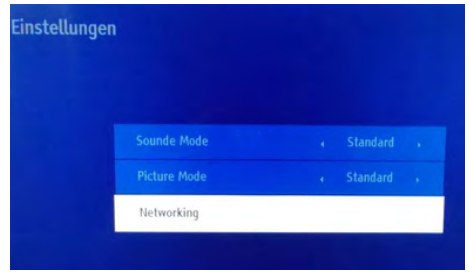 Einstellungen
Sounde Mode Standard
Picture Mode Standard
Networking